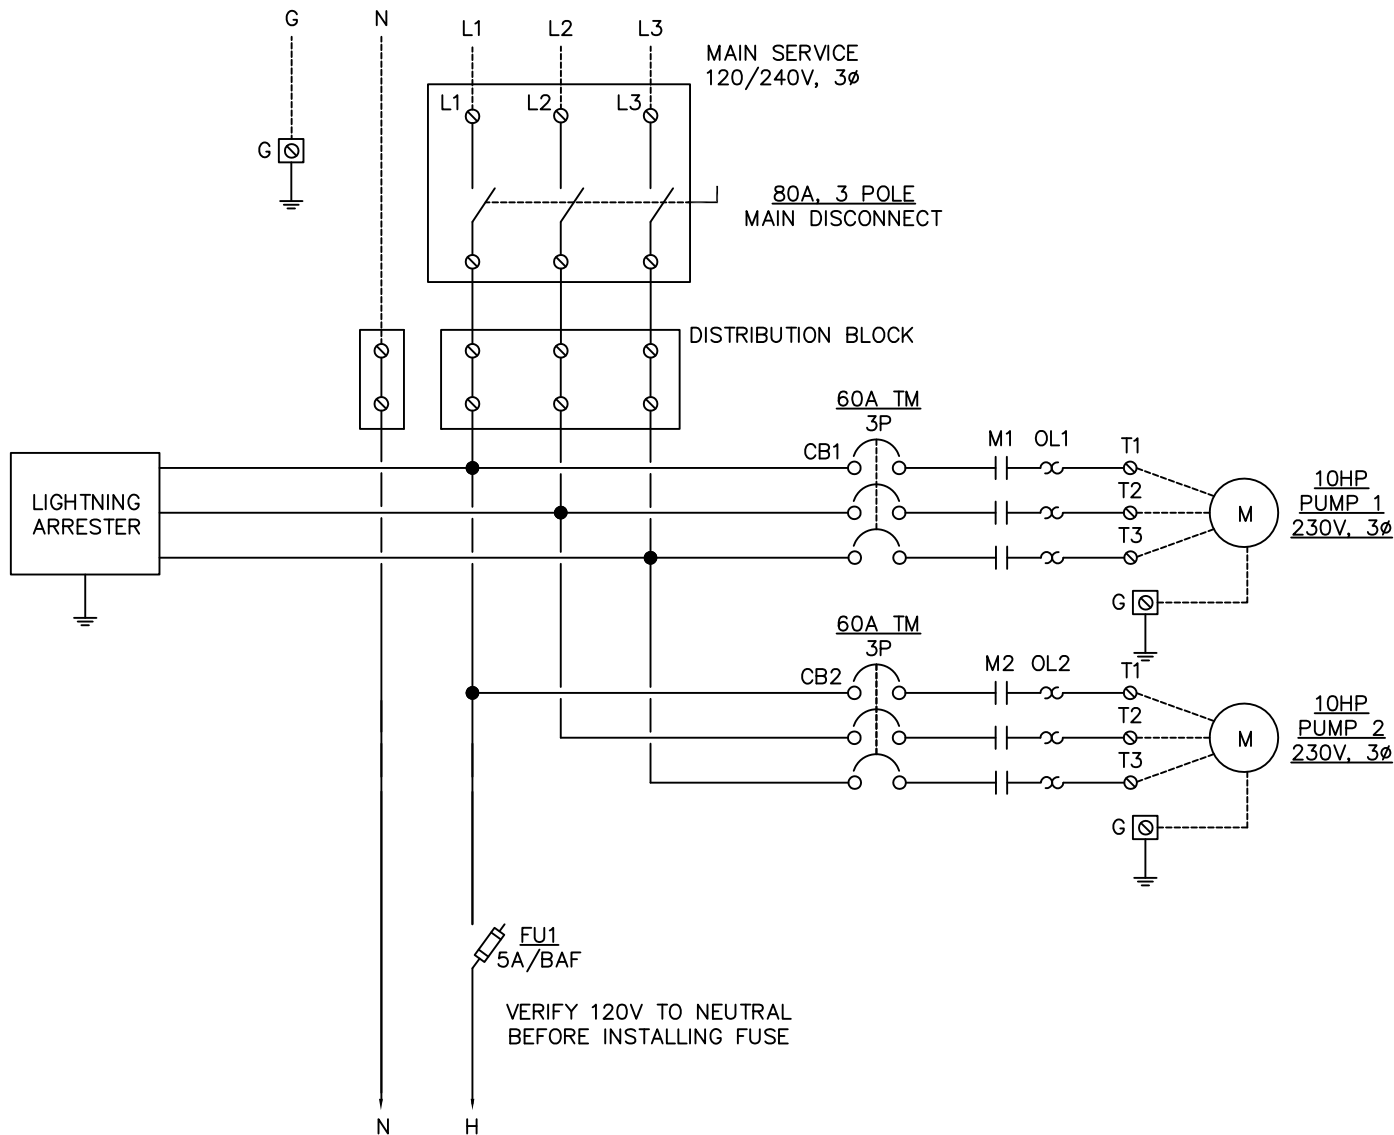 G
N
L1
L2
L3
MAIN SERVICE
120/240V, 3ø
L1
L2
L3
G
80A, 3 POLE
MAIN DISCONNECT
DISTRIBUTION BLOCK
60A TM
3P
CB1
M1
OL1
T1
T2
T3
LIGHTNING
ARRESTER
M
10HP
PUMP 1
230V, 3ø
G
60A TM
3P
CB2
M2
OL2
T1
T2
T3
M
10HP
PUMP 2
230V, 3ø
G
FU1
5A/BAF
VERIFY 120V TO NEUTRAL
BEFORE INSTALLING FUSE
N
H